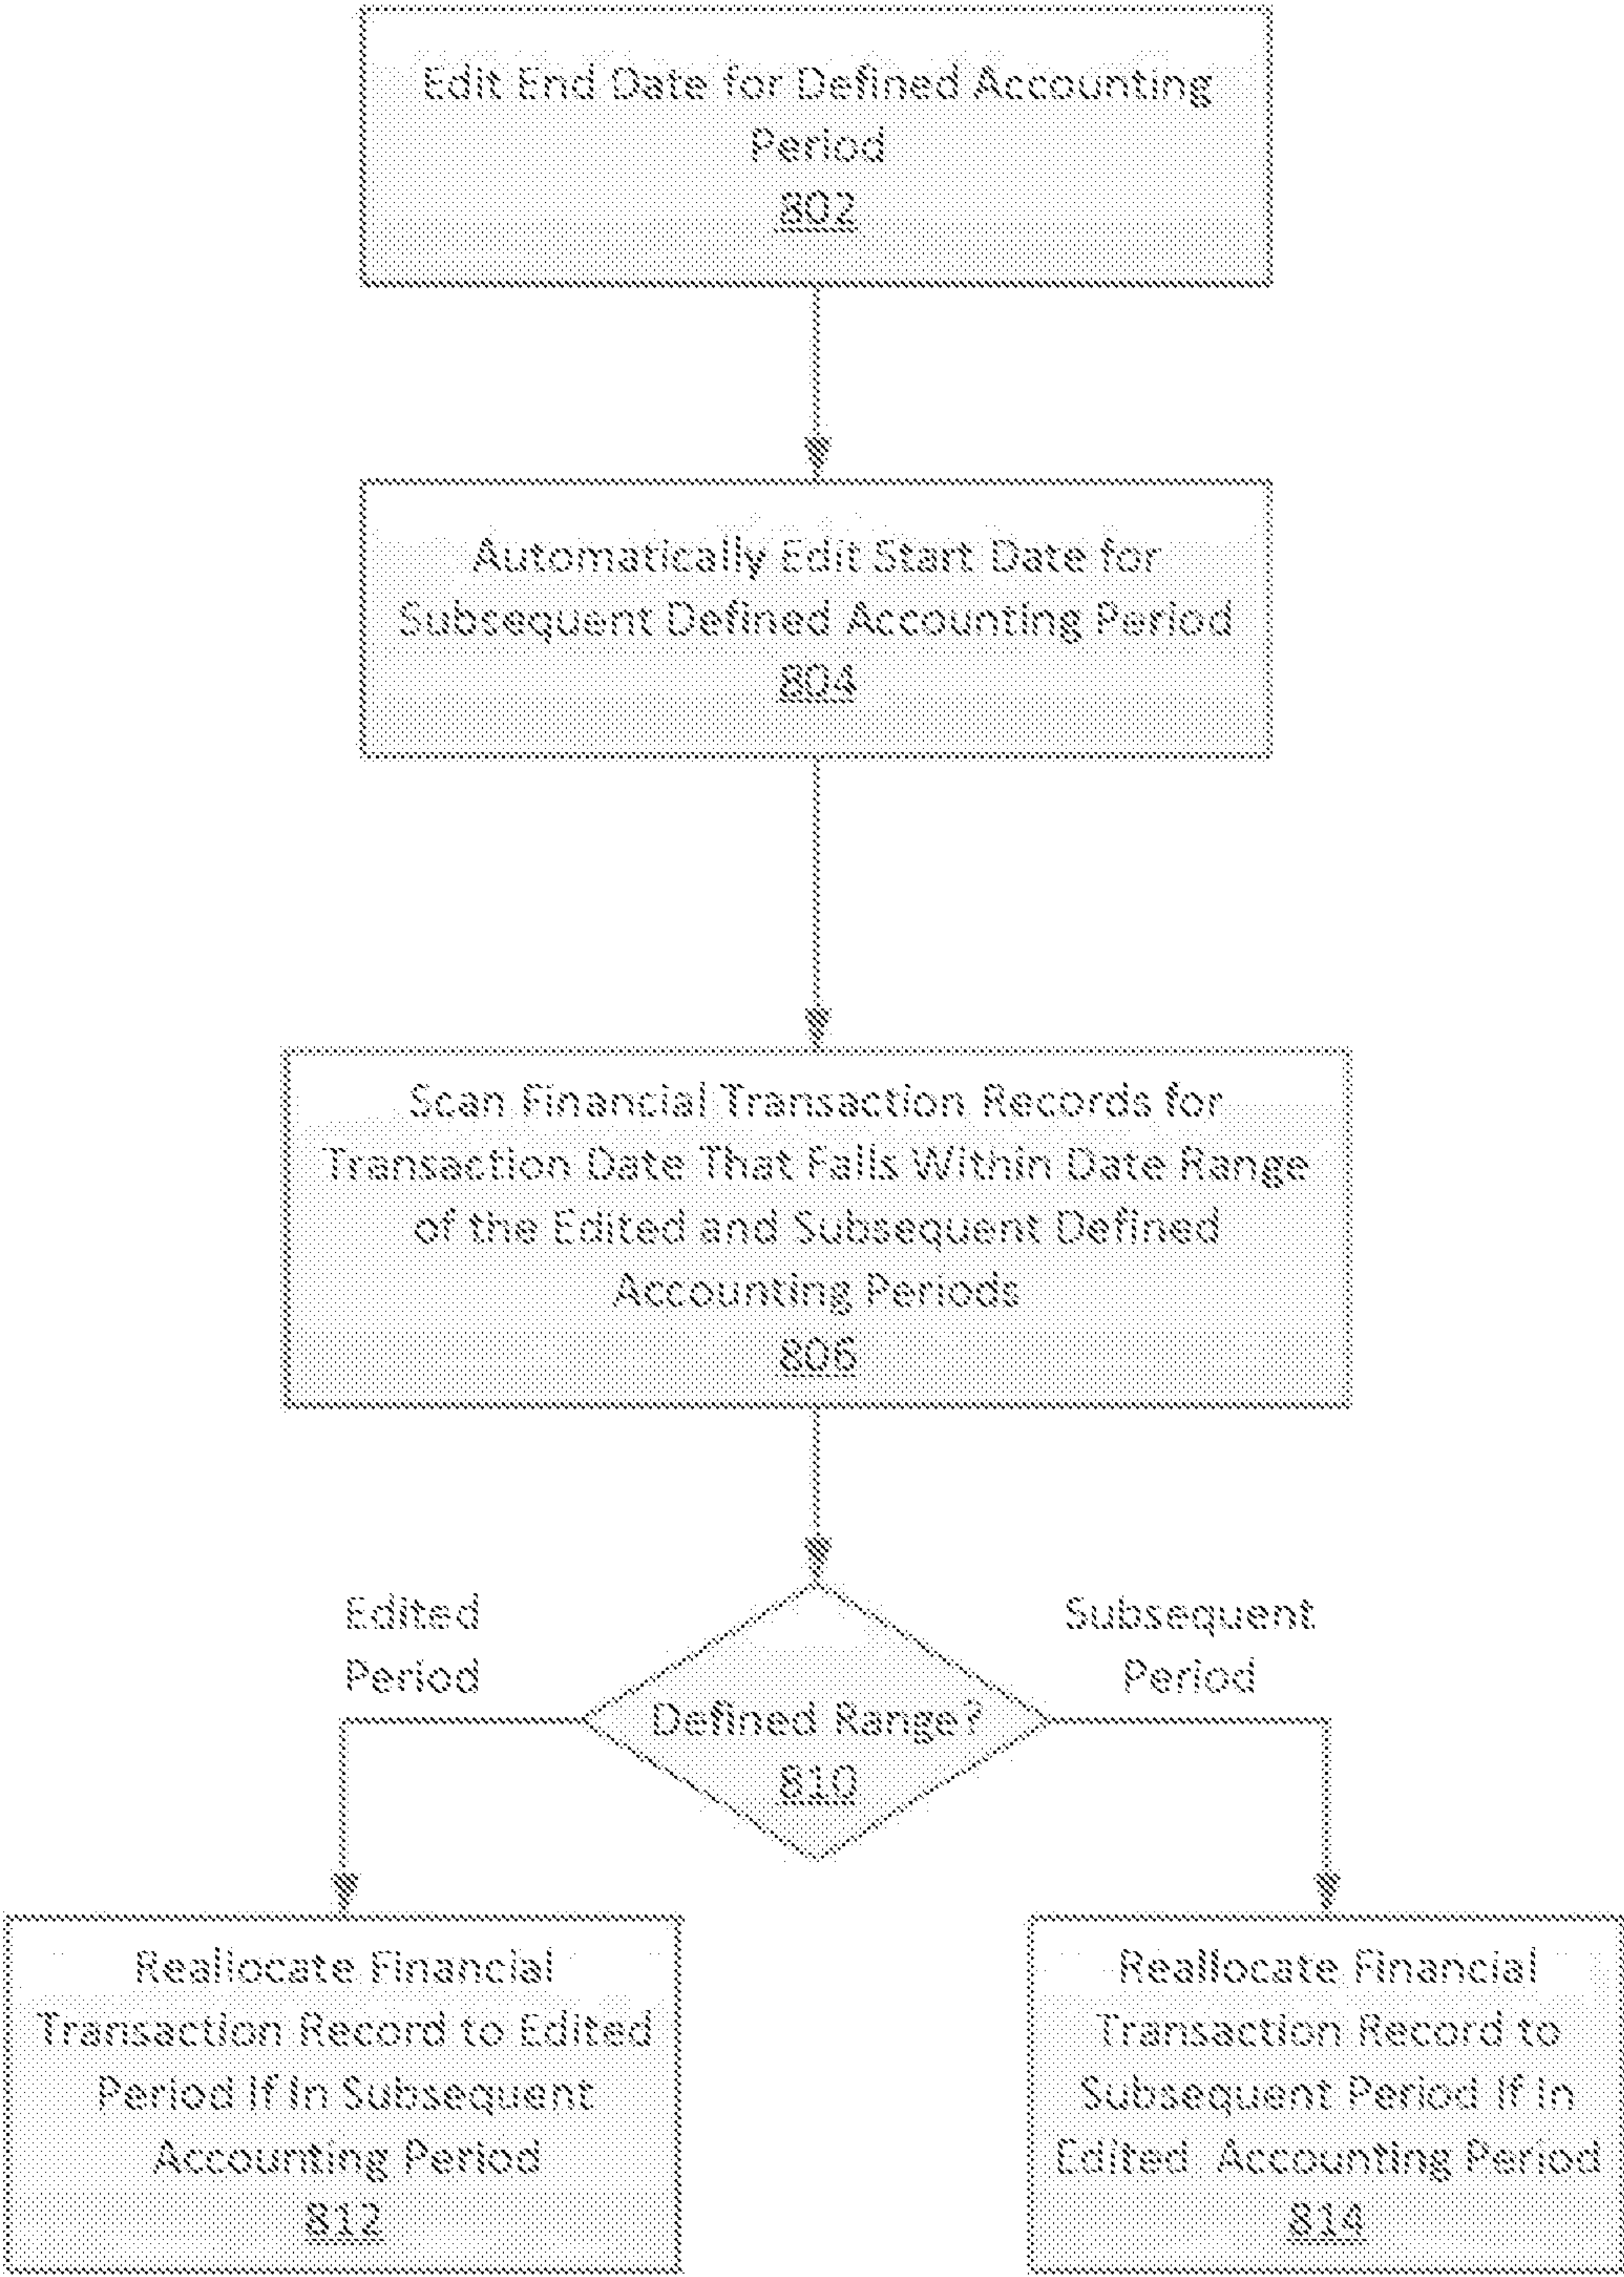 Edit End Date for Defined Accounting
Period
802
Automatically Edit Start Date for
Subsequent Defined Accounting Period
804
Scan Financial Transaction Records for
Transaction Date That Falls Within Date Range
of the Edited and Subsequent Defined
Accounting Periods
806
Edited
Period
Subsequent
Period
Defined Range?
810
Reallocate Financial
Transaction Record to Edited
Period If In Subsequent
Accounting Period
812
Reallocate Financial
Transaction Record to
Subsequent Period If In
Edited Accounting Period
814